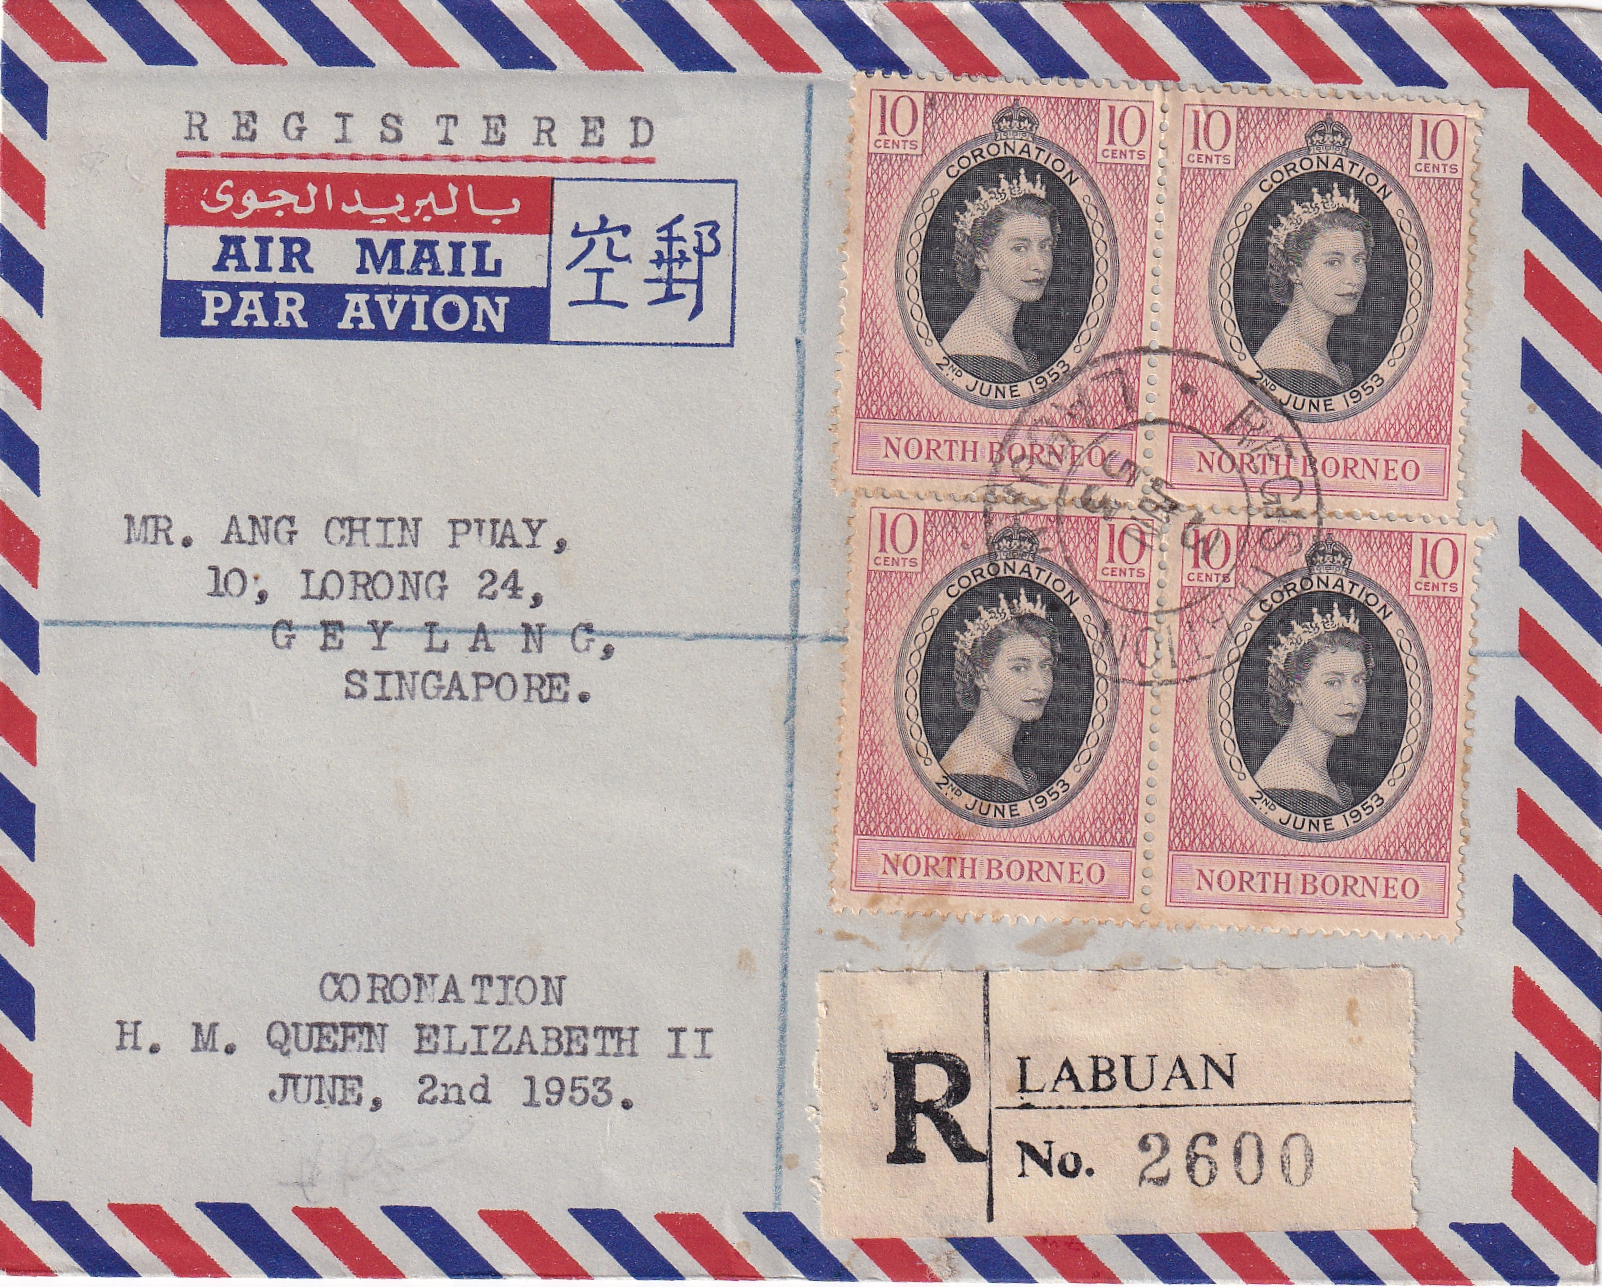 REGISTERED
بالبريد الجوى
AIR MAIL
PAR AVION
空郵
MR. ANG CHIN PUAY,
10, LORONG 24,
GEYLANG,
SINGAPORE.
CORONATION
H. M. QUEEN ELIZABETH II
JUNE, 2nd 1953.
10 CENTS 10 CENTS
CORONATION
2ND JUNE 1953
NORTH BORNEO
10 CENTS 10 CENTS
CORONATION
2ND JUNE 1953
NORTH BORNEO
10 CENTS 10 CENTS
CORONATION
2ND JUNE 1953
NORTH BORNEO
10 CENTS 10 CENTS
CORONATION
2ND JUNE 1953
NORTH BORNEO
REGISTRATION
LABUAN
R
LABUAN
No. 2600